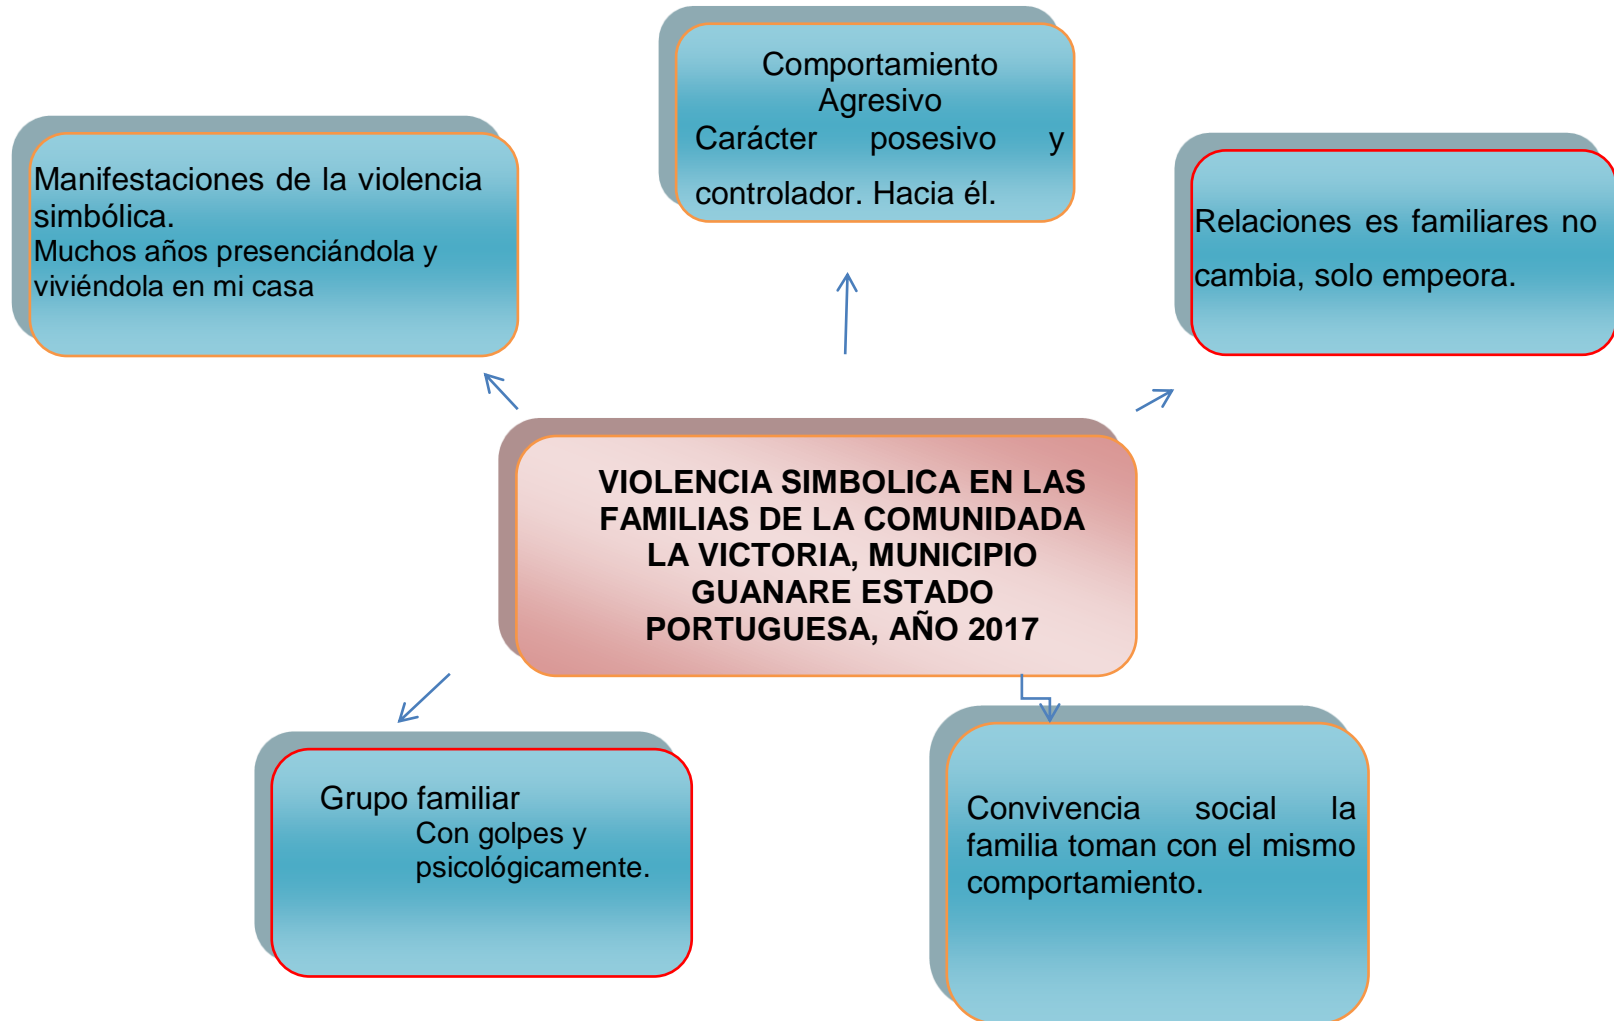 Comportamiento
Agresivo
Carácter posesivo y
controlador. Hacia él.
Manifestaciones de la violencia
simbólica.
Muchos años presenciándola y
viviéndola en mi casa
Relaciones es familiares no
cambia, solo empeora.
VIOLENCIA SIMBOLICA EN LAS
FAMILIAS DE LA COMUNIDADA
LA VICTORIA, MUNICIPIO
GUANARE ESTADO
PORTUGUESA, AÑO 2017
Grupo familiar
Con golpes y
psicológicamente.
Convivencia social la
familia toman con el mismo
comportamiento.